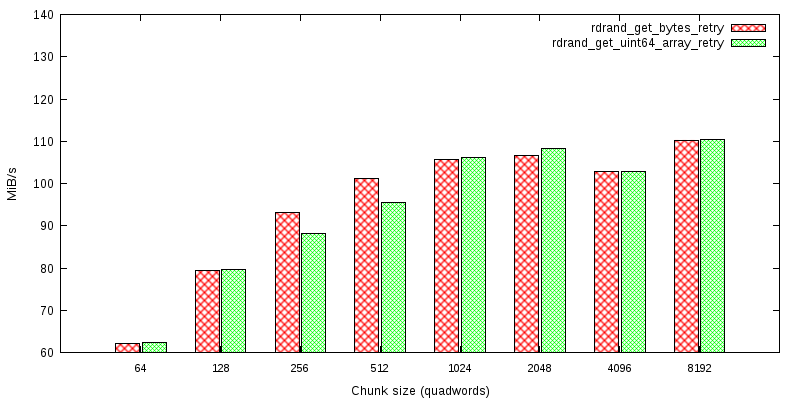 140
130
120
110
100
90
80
70
60
MiB/s
rdrand_get_bytes_retry
rdrand_get_uint64_array_retry
64 128 256 512 1024 2048 4096 8192
Chunk size (quadwords)